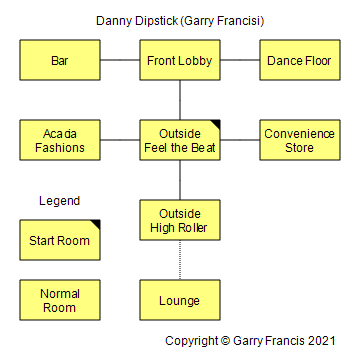 Danny Dipstick (Garry Francisi)
Bar
Front Lobby
Dance Floor
Acacia
Fashions
Outside
Feel the Beat
Convenience
Store
Legend
Outside
High Roller
Start Room
Normal
Room
Lounge
Copyright © Garry Francis 2021